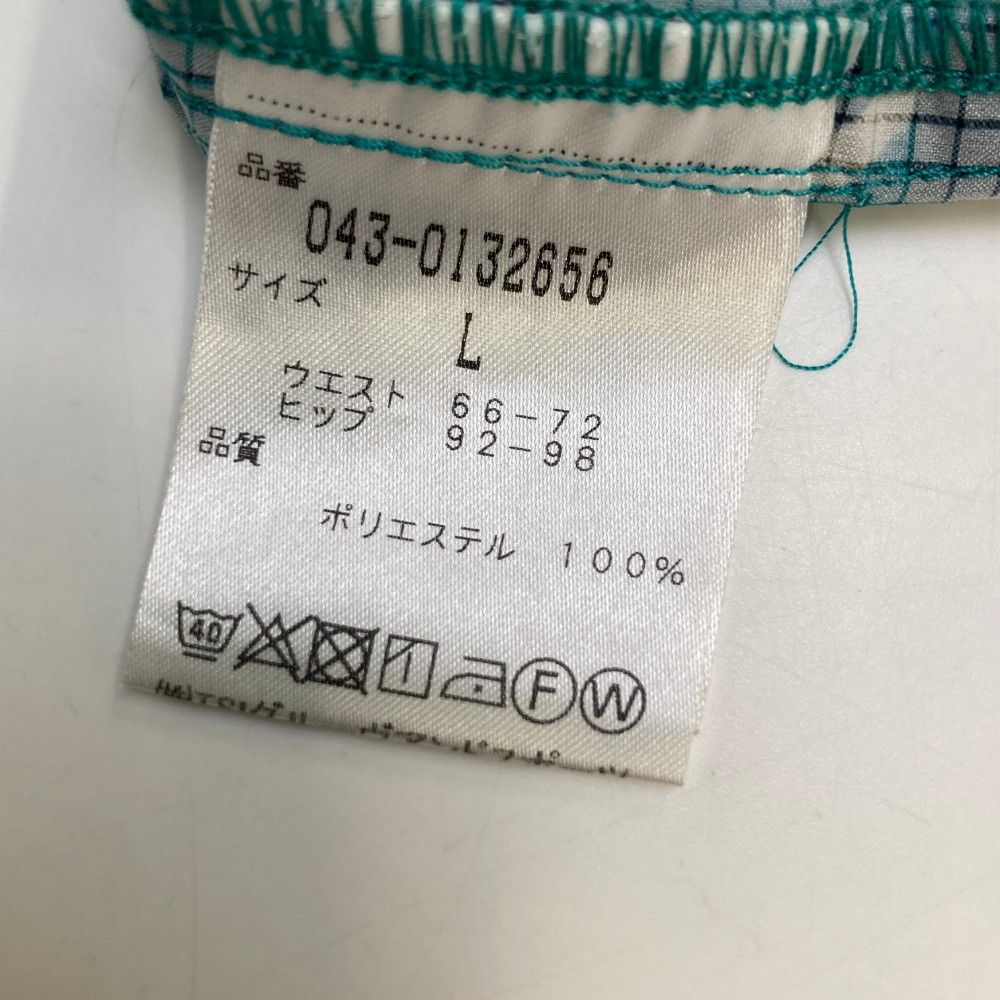 品番
043-0132656
サイズ
L
ウエスト 66-72
ヒップ 92-98
品質
ポリエステル 100%
40
F W